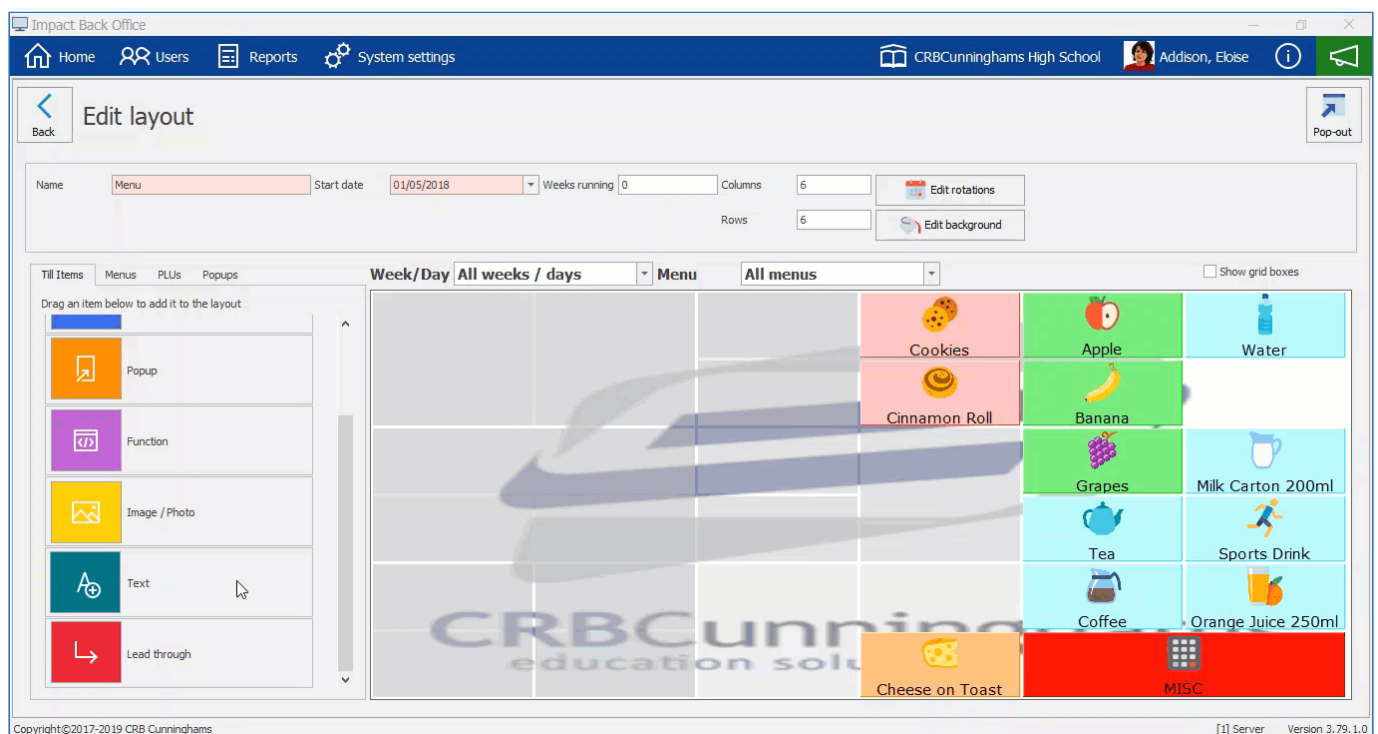 Impact Back Office
Home Users Reports System settings CRBCunninghams High School Addison, Eloise
Back Edit layout Pop-out
Name Menu Start date 01/05/2018 Weeks running 0 Columns 6 Edit rotations
Rows 6 Edit background
Till Items Menus PLUs Popups Week/Day All weeks / days Menu All menus Show grid boxes
Drag an item below to add it to the layout
Popup
Function
Image / Photo
Text
Lead through
Cookies Apple Water
Cinnamon Roll Banana
Grapes Milk Carton 200ml
Tea Sports Drink
Coffee Orange Juice 250ml
Cheese on Toast MISC
CRBCunning
education solu
Copyright©2017-2019 CRB Cunninghams [1] Server Version 3.79.1.0